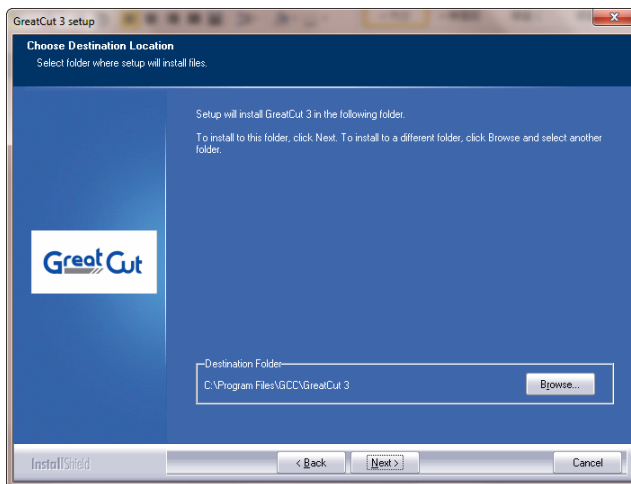 GreatCut 3 setup
Choose Destination Location
Select folder where setup will install files.
Setup will install GreatCut 3 in the following folder.
To install to this folder, click Next. To install to a different folder, click Browse and select another
folder.
Great Cut
Destination Folder
C:\Program Files\GCC\GreatCut 3
Browse...
InstallShield
< Back
Next >
Cancel